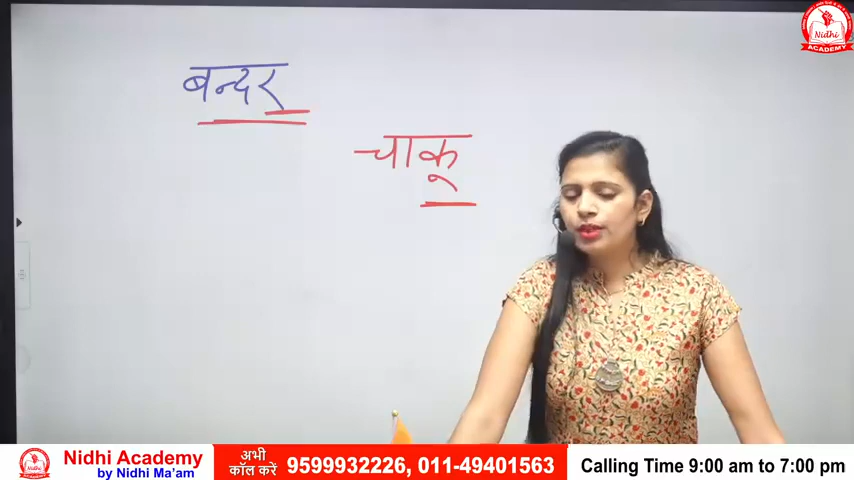 Nidhi
ACADEMY
बन्दर
चाकू
Nidhi Academy
by Nidhi Ma'am
अभी
कॉल करें
9599932226, 011-49401563
Calling Time 9:00 am to 7:00 pm